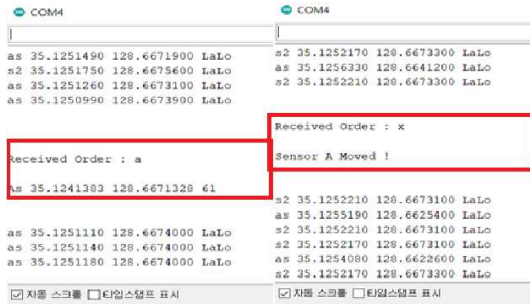 COM4
as 35.1251490 128.6671900 LaLo
s2 35.1251750 128.6675600 LaLo
as 35.1251260 128.6673100 LaLo
as 35.1250990 128.6673900 LaLo
Received Order : a
As 35.1241383 128.6671328 61
as 35.1251110 128.6674000 LaLo
as 35.1251140 128.6674000 LaLo
as 35.1251180 128.6674000 LaLo
자동 스크롤 타임스탬프 표시
COM4
s2 35.1252170 128.6673300 LaLo
as 35.1256330 128.6641200 LaLo
s2 35.1252210 128.6673300 LaLo
Received Order : x
Sensor A Moved !
s2 35.1252210 128.6673100 LaLo
as 35.1255190 128.6625400 LaLo
s2 35.1252210 128.6673100 LaLo
s2 35.1252170 128.6673100 LaLo
as 35.1254080 128.6622600 LaLo
s2 35.1252170 128.6673300 LaLo
자동 스크롤 타임스탬프 표시